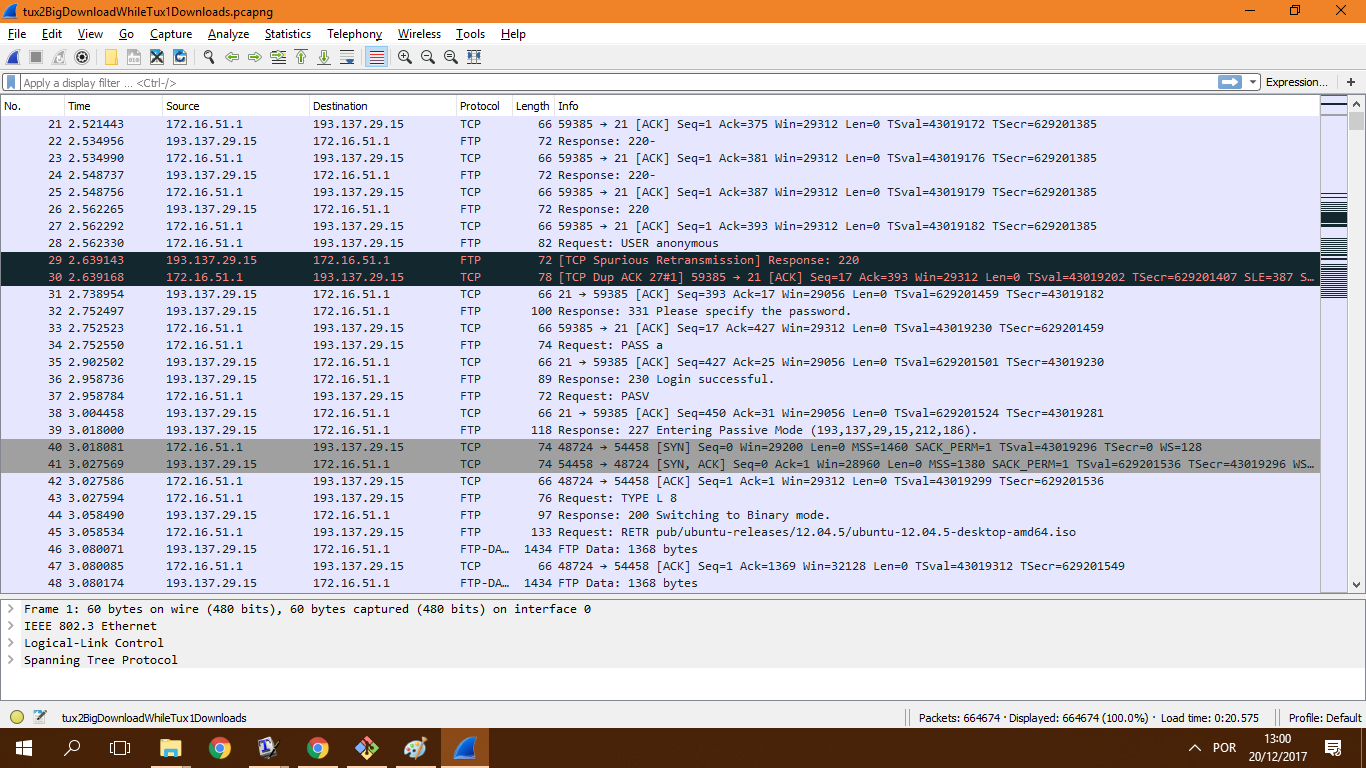 tux2BigDownloadWhileTux1Downloads.pcapng
File Edit View Go Capture Analyze Statistics Telephony Wireless Tools Help
Apply a display filter ... <Ctrl-/> Expression... +
No. Time Source Destination Protocol Length Info
21 2.521443 172.16.51.1 193.137.29.15 TCP 66 59385 → 21 [ACK] Seq=1 Ack=375 Win=29312 Len=0 TSval=43019172 TSecr=629201385
22 2.534956 193.137.29.15 172.16.51.1 FTP 72 Response: 220-
23 2.534990 172.16.51.1 193.137.29.15 TCP 66 59385 → 21 [ACK] Seq=1 Ack=381 Win=29312 Len=0 TSval=43019176 TSecr=629201385
24 2.548737 193.137.29.15 172.16.51.1 FTP 72 Response: 220-
25 2.548756 172.16.51.1 193.137.29.15 TCP 66 59385 → 21 [ACK] Seq=1 Ack=387 Win=29312 Len=0 TSval=43019179 TSecr=629201385
26 2.562265 193.137.29.15 172.16.51.1 FTP 72 Response: 220
27 2.562292 172.16.51.1 193.137.29.15 TCP 66 59385 → 21 [ACK] Seq=1 Ack=393 Win=29312 Len=0 TSval=43019182 TSecr=629201385
28 2.562330 172.16.51.1 193.137.29.15 FTP 82 Request: USER anonymous
29 2.639143 193.137.29.15 172.16.51.1 FTP 72 [TCP Spurious Retransmission] Response: 220
30 2.639168 172.16.51.1 193.137.29.15 TCP 78 [TCP Dup ACK 27#1] 59385 → 21 [ACK] Seq=17 Ack=393 Win=29312 Len=0 TSval=43019202 TSecr=629201407 SLE=387 S…
31 2.738954 193.137.29.15 172.16.51.1 TCP 66 21 → 59385 [ACK] Seq=393 Ack=17 Win=29056 Len=0 TSval=629201459 TSecr=43019182
32 2.752497 193.137.29.15 172.16.51.1 FTP 100 Response: 331 Please specify the password.
33 2.752523 172.16.51.1 193.137.29.15 TCP 66 59385 → 21 [ACK] Seq=17 Ack=427 Win=29312 Len=0 TSval=43019230 TSecr=629201459
34 2.752550 172.16.51.1 193.137.29.15 FTP 74 Request: PASS a
35 2.902502 193.137.29.15 172.16.51.1 TCP 66 21 → 59385 [ACK] Seq=427 Ack=25 Win=29056 Len=0 TSval=629201501 TSecr=43019230
36 2.958736 193.137.29.15 172.16.51.1 FTP 89 Response: 230 Login successful.
37 2.958784 172.16.51.1 193.137.29.15 FTP 72 Request: PASV
38 3.004458 193.137.29.15 172.16.51.1 TCP 66 21 → 59385 [ACK] Seq=450 Ack=31 Win=29056 Len=0 TSval=629201524 TSecr=43019281
39 3.018000 193.137.29.15 172.16.51.1 FTP 118 Response: 227 Entering Passive Mode (193,137,29,15,212,186).
40 3.018081 172.16.51.1 193.137.29.15 TCP 74 48724 → 54458 [SYN] Seq=0 Win=29200 Len=0 MSS=1460 SACK_PERM=1 TSval=43019296 TSecr=0 WS=128
41 3.027569 193.137.29.15 172.16.51.1 TCP 74 54458 → 48724 [SYN, ACK] Seq=0 Ack=1 Win=28960 Len=0 MSS=1380 SACK_PERM=1 TSval=629201536 TSecr=43019296 WS…
42 3.027586 172.16.51.1 193.137.29.15 TCP 66 48724 → 54458 [ACK] Seq=1 Ack=1 Win=29312 Len=0 TSval=43019299 TSecr=629201536
43 3.027594 172.16.51.1 193.137.29.15 FTP 76 Request: TYPE L 8
44 3.058490 193.137.29.15 172.16.51.1 FTP 97 Response: 200 Switching to Binary mode.
45 3.058534 172.16.51.1 193.137.29.15 FTP 133 Request: RETR pub/ubuntu-releases/12.04.5/ubuntu-12.04.5-desktop-amd64.iso
46 3.080071 193.137.29.15 172.16.51.1 FTP-DA… 1434 FTP Data: 1368 bytes
47 3.080085 172.16.51.1 193.137.29.15 TCP 66 48724 → 54458 [ACK] Seq=1 Ack=1369 Win=32128 Len=0 TSval=43019312 TSecr=629201549
48 3.080174 193.137.29.15 172.16.51.1 FTP-DA… 1434 FTP Data: 1368 bytes
Frame 1: 60 bytes on wire (480 bits), 60 bytes captured (480 bits) on interface 0
IEEE 802.3 Ethernet
Logical-Link Control
Spanning Tree Protocol
tux2BigDownloadWhileTux1Downloads Packets: 664674 · Displayed: 664674 (100.0%) · Load time: 0:20.575 Profile: Default
POR 13:00
20/12/2017